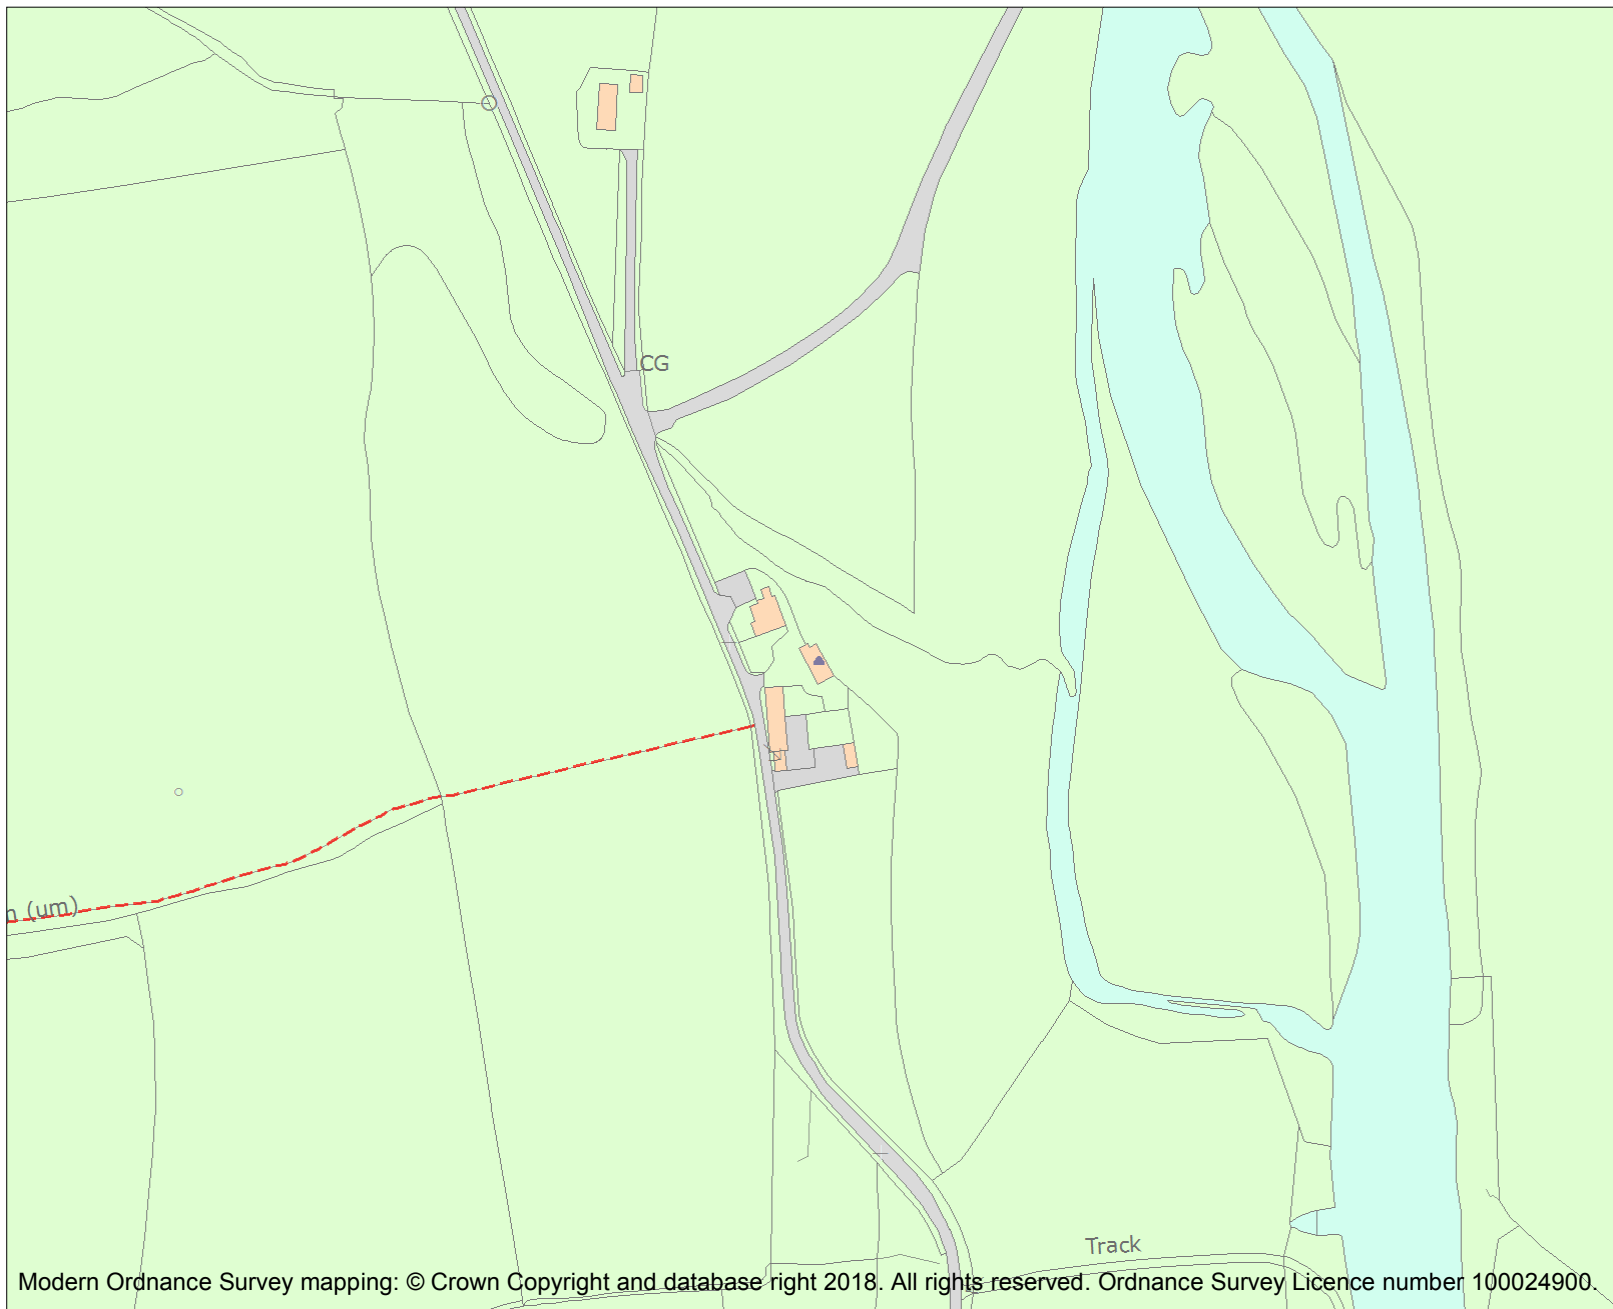 CG
(um)
Track
Modern Ordnance Survey mapping: © Crown Copyright and database right 2018. All rights reserved. Ordnance Survey Licence number 100024900.